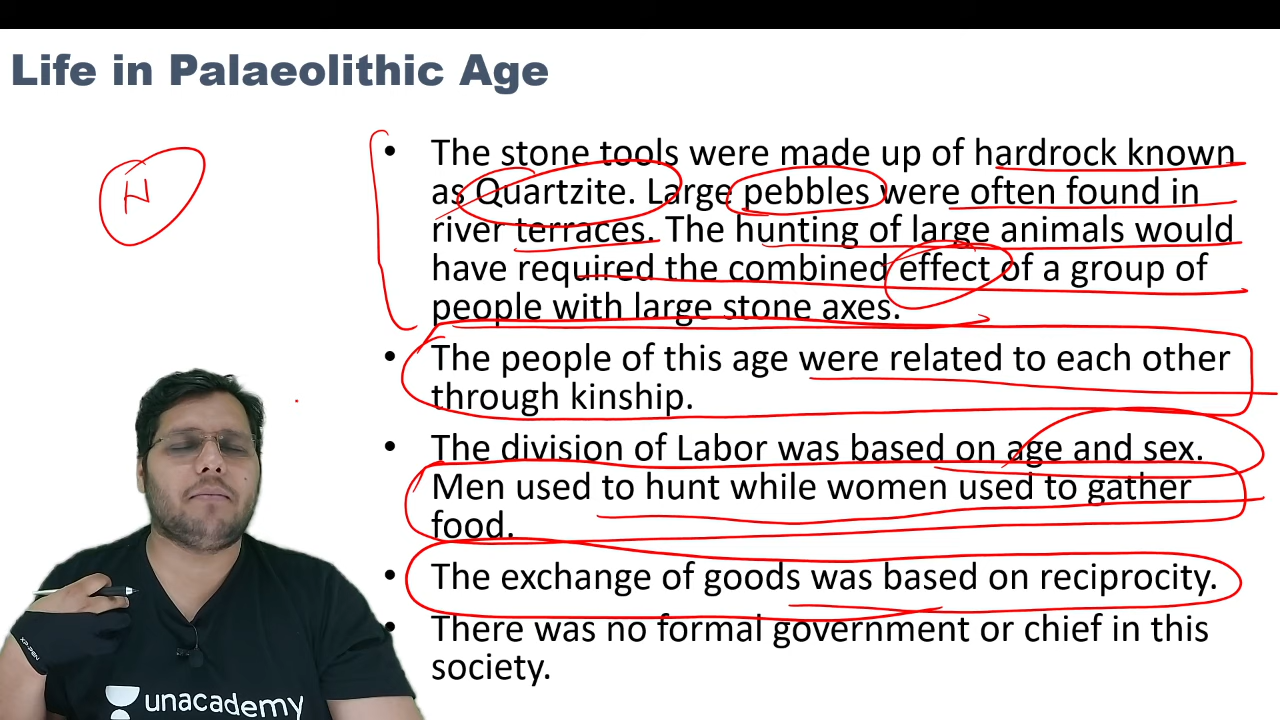 Life in Palaeolithic Age
• The stone tools were made up of hardrock known
as Quartzite. Large pebbles were often found in
river terraces. The hunting of large animals would
have required the combined effect of a group of
people with large stone axes.
• The people of this age were related to each other
through kinship.
• The division of Labor was based on age and sex.
Men used to hunt while women used to gather
food.
• The exchange of goods was based on reciprocity.
• There was no formal government or chief in this
society.
H
XP-PEN
unacademy